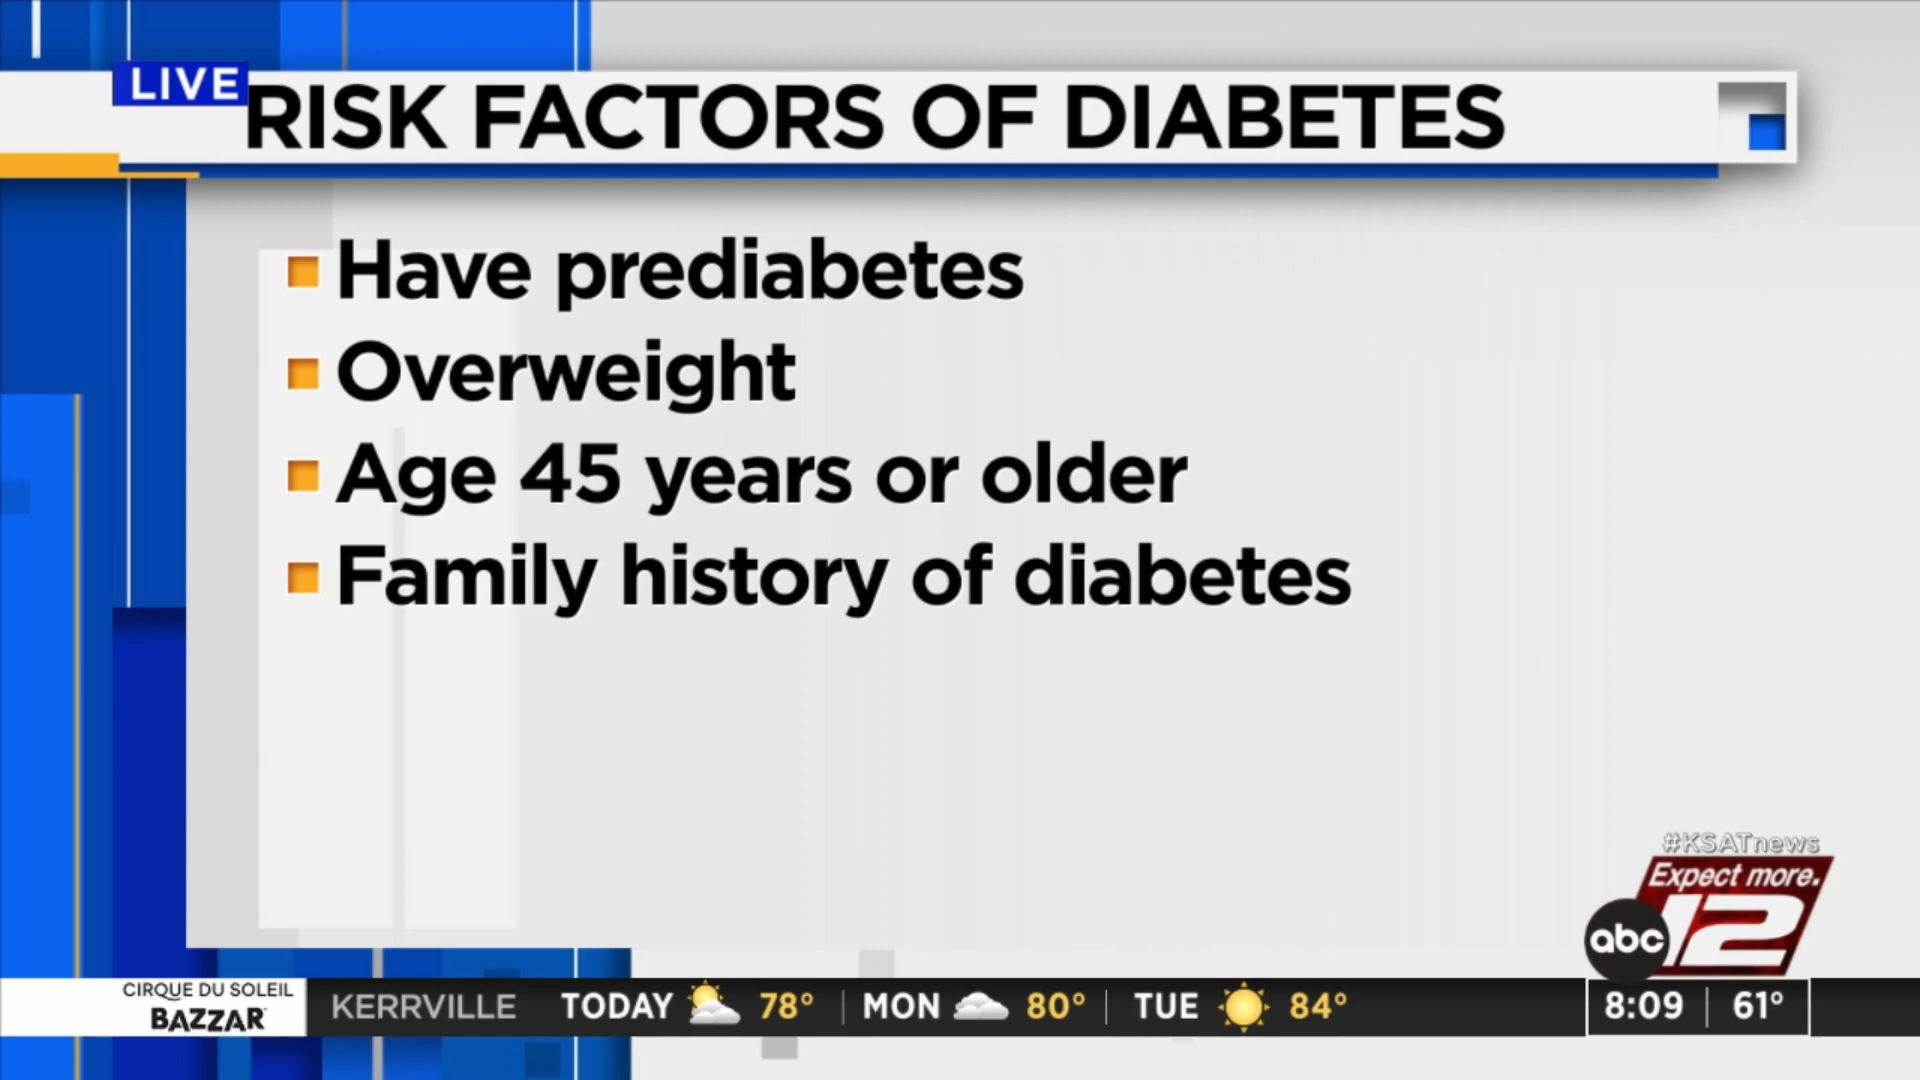 LIVE
RISK FACTORS OF DIABETES
Have prediabetes
Overweight
Age 45 years or older
Family history of diabetes
#KSATnews
Expect more.
abc 12
CIRQUE DU SOLEIL
BAZZAR
KERRVILLE TODAY 78° MON 80° TUE 84°
8:09 61°